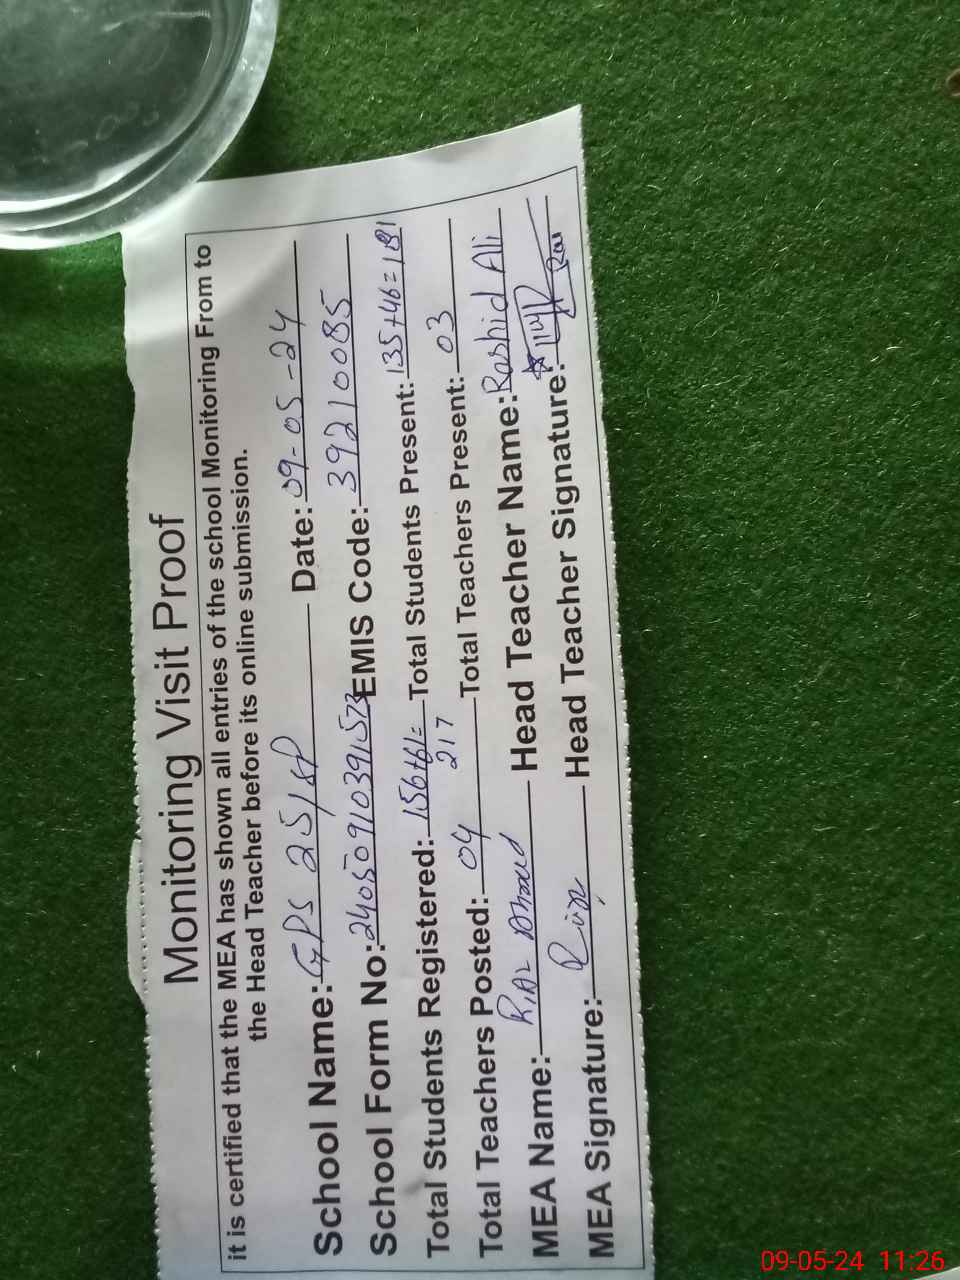 Monitoring Visit Proof
it is certified that the MEA has shown all entries of the school Monitoring From to
the Head Teacher before its online submission.
School Name: GPS 25/SP Date: 09-05-24
School Form No: 24050910391573 EMIS Code: 39210085
Total Students Registered: 156+61= 217 Total Students Present: 135+46=181
Total Teachers Posted: 04 Total Teachers Present: 03
MEA Name: Riaz Ahmad Head Teacher Name: Rashid Alli
MEA Signature: Riaz Head Teacher Signature:
09-05-24 11:26